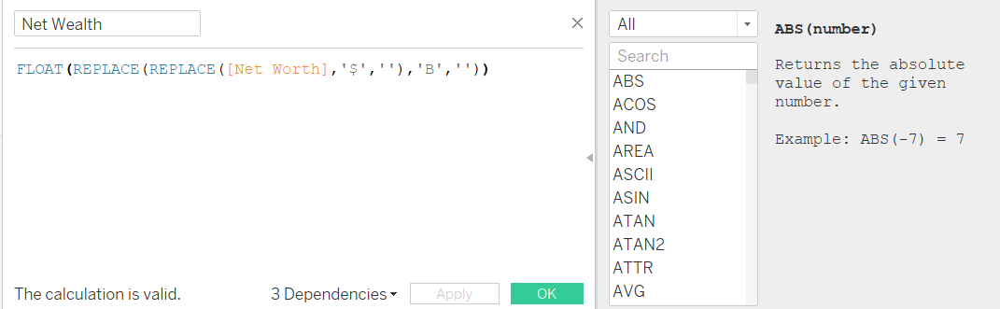 Net Wealth
FLOAT(REPLACE(REPLACE([Net Worth],'$',''),'B',''))
The calculation is valid.
3 Dependencies
Apply
OK
All
Search
ABS
ACOS
AND
AREA
ASCII
ASIN
ATAN
ATAN2
ATTR
AVG
ABS(number)
Returns the absolute
value of the given
number.
Example: ABS(-7) = 7